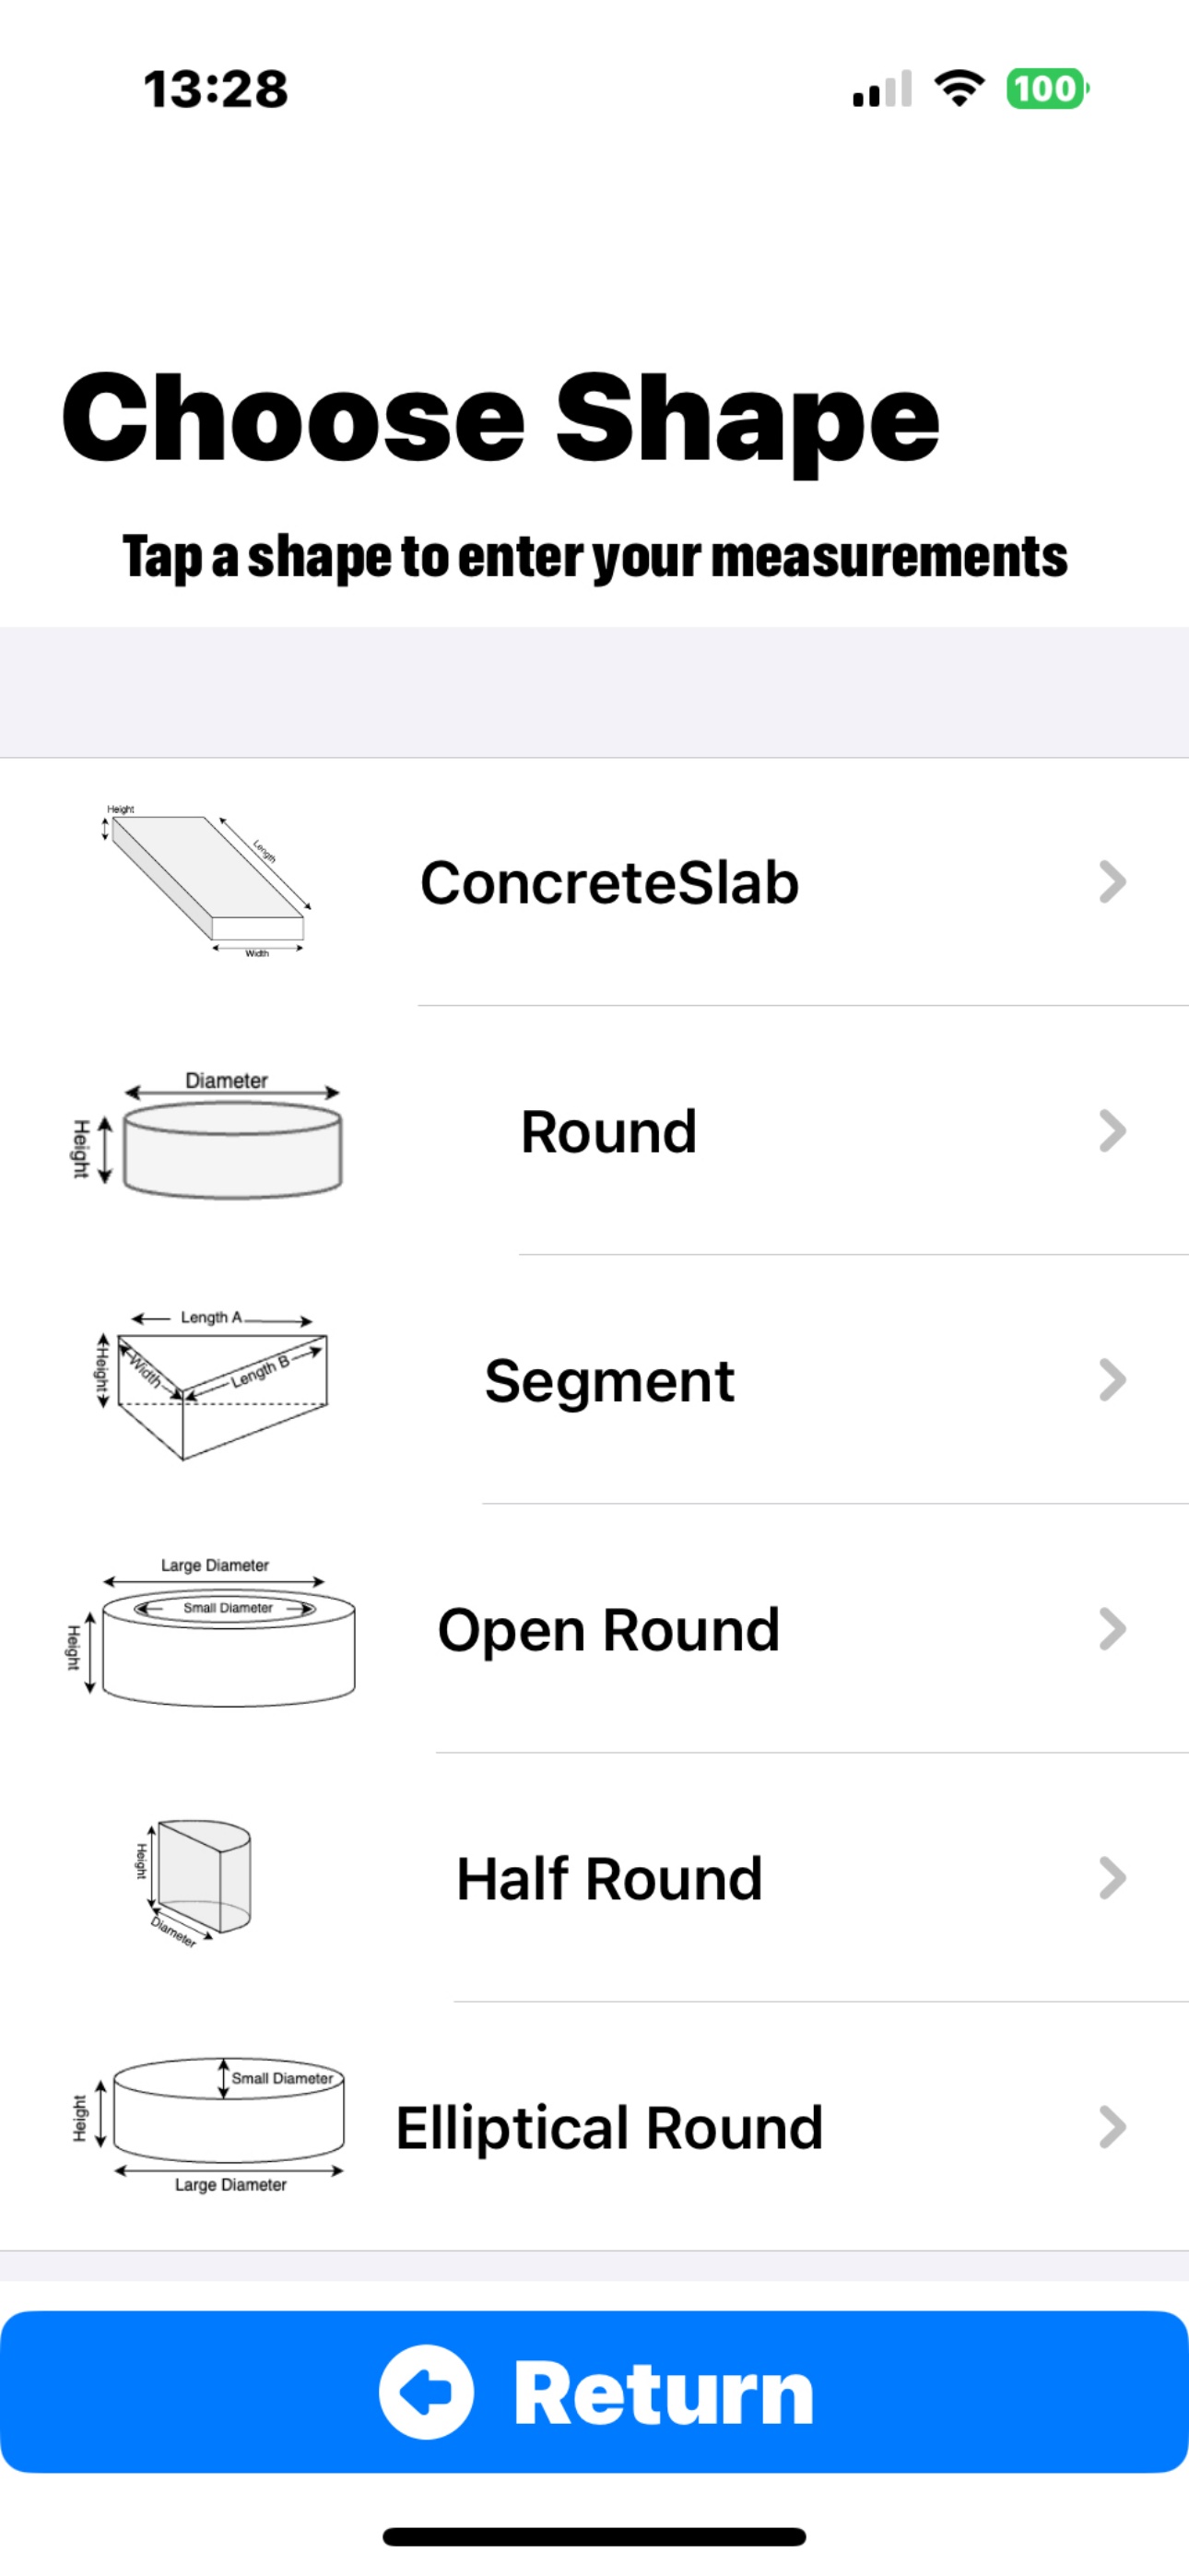 13:28
100
Choose Shape
Tap a shape to enter your measurements
Height
Length
Width
ConcreteSlab
Diameter
Height
Round
Length A
Height
Width
Length B
Segment
Large Diameter
Small Diameter
Height
Open Round
Height
Diameter
Half Round
Small Diameter
Height
Large Diameter
Elliptical Round
Return